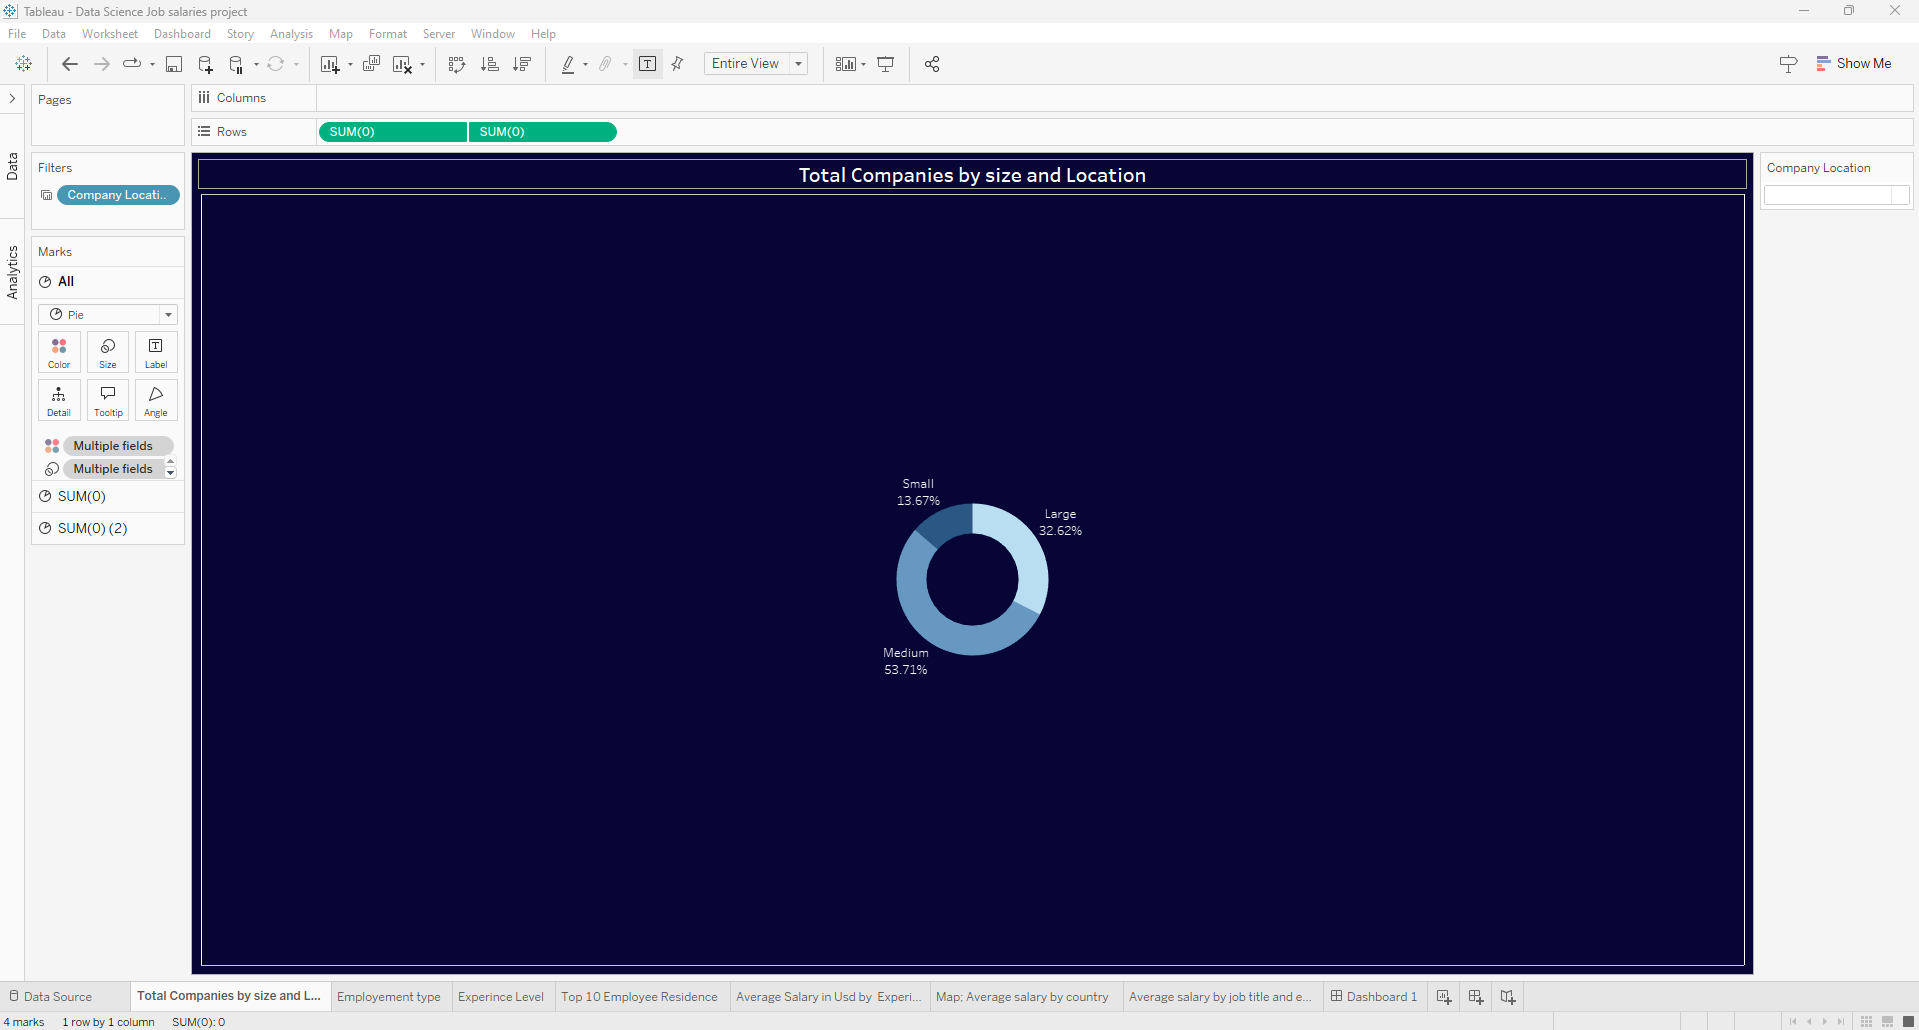 Tableau - Data Science Job salaries project
File Data Worksheet Dashboard Story Analysis Map Format Server Window Help
Entire View
Show Me
Pages
Columns
Rows SUM(0) SUM(0)
Data
Analytics
Filters
Company Locati..
Marks
All
Pie
Color Size Label
Detail Tooltip Angle
Multiple fields
Multiple fields
SUM(0)
SUM(0) (2)
Total Companies by size and Location
Small
13.67%
Large
32.62%
Medium
53.71%
Company Location
Data Source Total Companies by size and L... Employement type Experince Level Top 10 Employee Residence Average Salary in Usd by Experi... Map; Average salary by country Average salary by job title and e... Dashboard 1
4 marks 1 row by 1 column SUM(0): 0